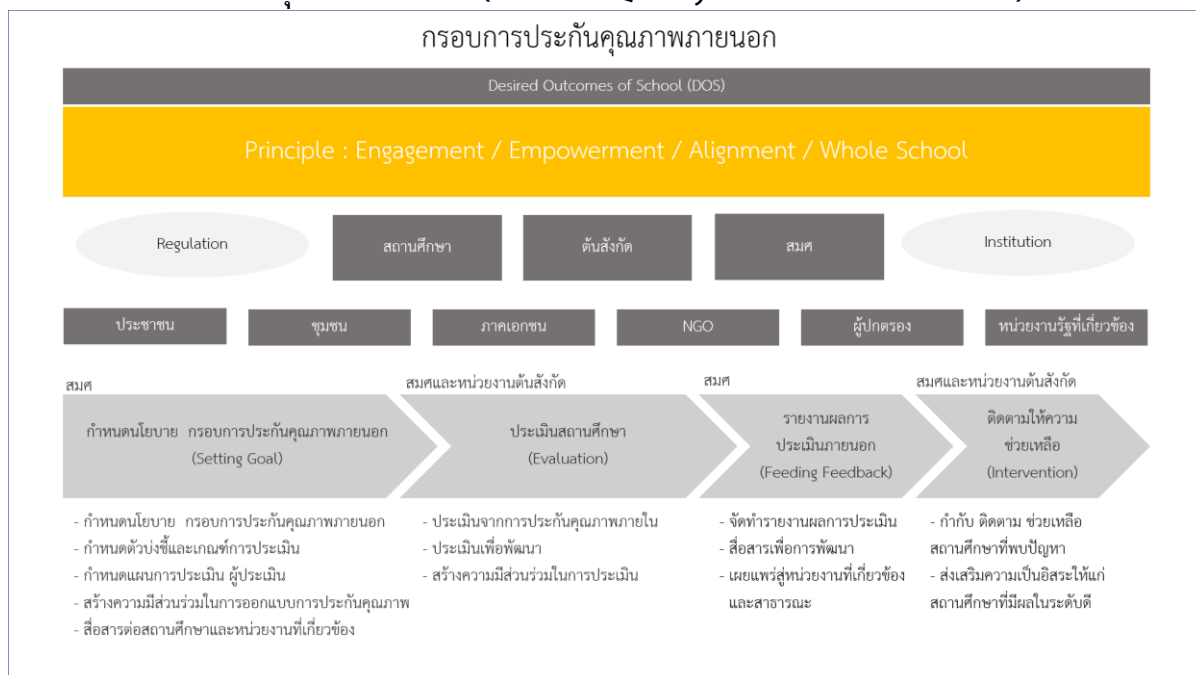 กรอบการประกันคุณภาพภายนอก
Desired Outcomes of School (DOS)
Principle : Engagement / Empowerment / Alignment / Whole School
Regulation
สถานศึกษา
ต้นสังกัด
สมศ
Institution
ประชาชน
ชุมชน
ภาคเอกชน
NGO
ผู้ปกตรอง
หน่วยงานรัฐที่เกี่ยวข้อง
สมศ
กำหนดนโยบาย กรอบการประกันคุณภาพภายนอก
(Setting Goal)
- กำหนดนโยบาย กรอบการประกันคุณภาพภายนอก
- กำหนดตัวบ่งชี้และเกณฑ์การประเมิน
- กำหนดแผนการประเมิน ผู้ประเมิน
- สร้างความมีส่วนร่วมในการออกแบบการประกันคุณภาพ
- สื่อสารต่อสถานศึกษาและหน่วยงานที่เกี่ยวข้อง
สมศและหน่วยงานต้นสังกัด
ประเมินสถานศึกษา
(Evaluation)
- ประเมินจากการประกันคุณภาพภายใน
- ประเมินเพื่อพัฒนา
- สร้างความมีส่วนร่วมในการประเมิน
สมศ
รายงานผลการ
ประเมินภายนอก
(Feeding Feedback)
- จัดทำรายงานผลการประเมิน
- สื่อสารเพื่อการพัฒนา
- เผยแพร่สู่หน่วยงานที่เกี่ยวข้อง
และสาธารณะ
สมศและหน่วยงานต้นสังกัด
ติดตามให้ความ
ช่วยเหลือ
(Intervention)
- กำกับ ติดตาม ช่วยเหลือ
สถานศึกษาที่พบปัญหา
- ส่งเสริมความเป็นอิสระให้แก่
สถานศึกษาที่มีผลในระดับดี